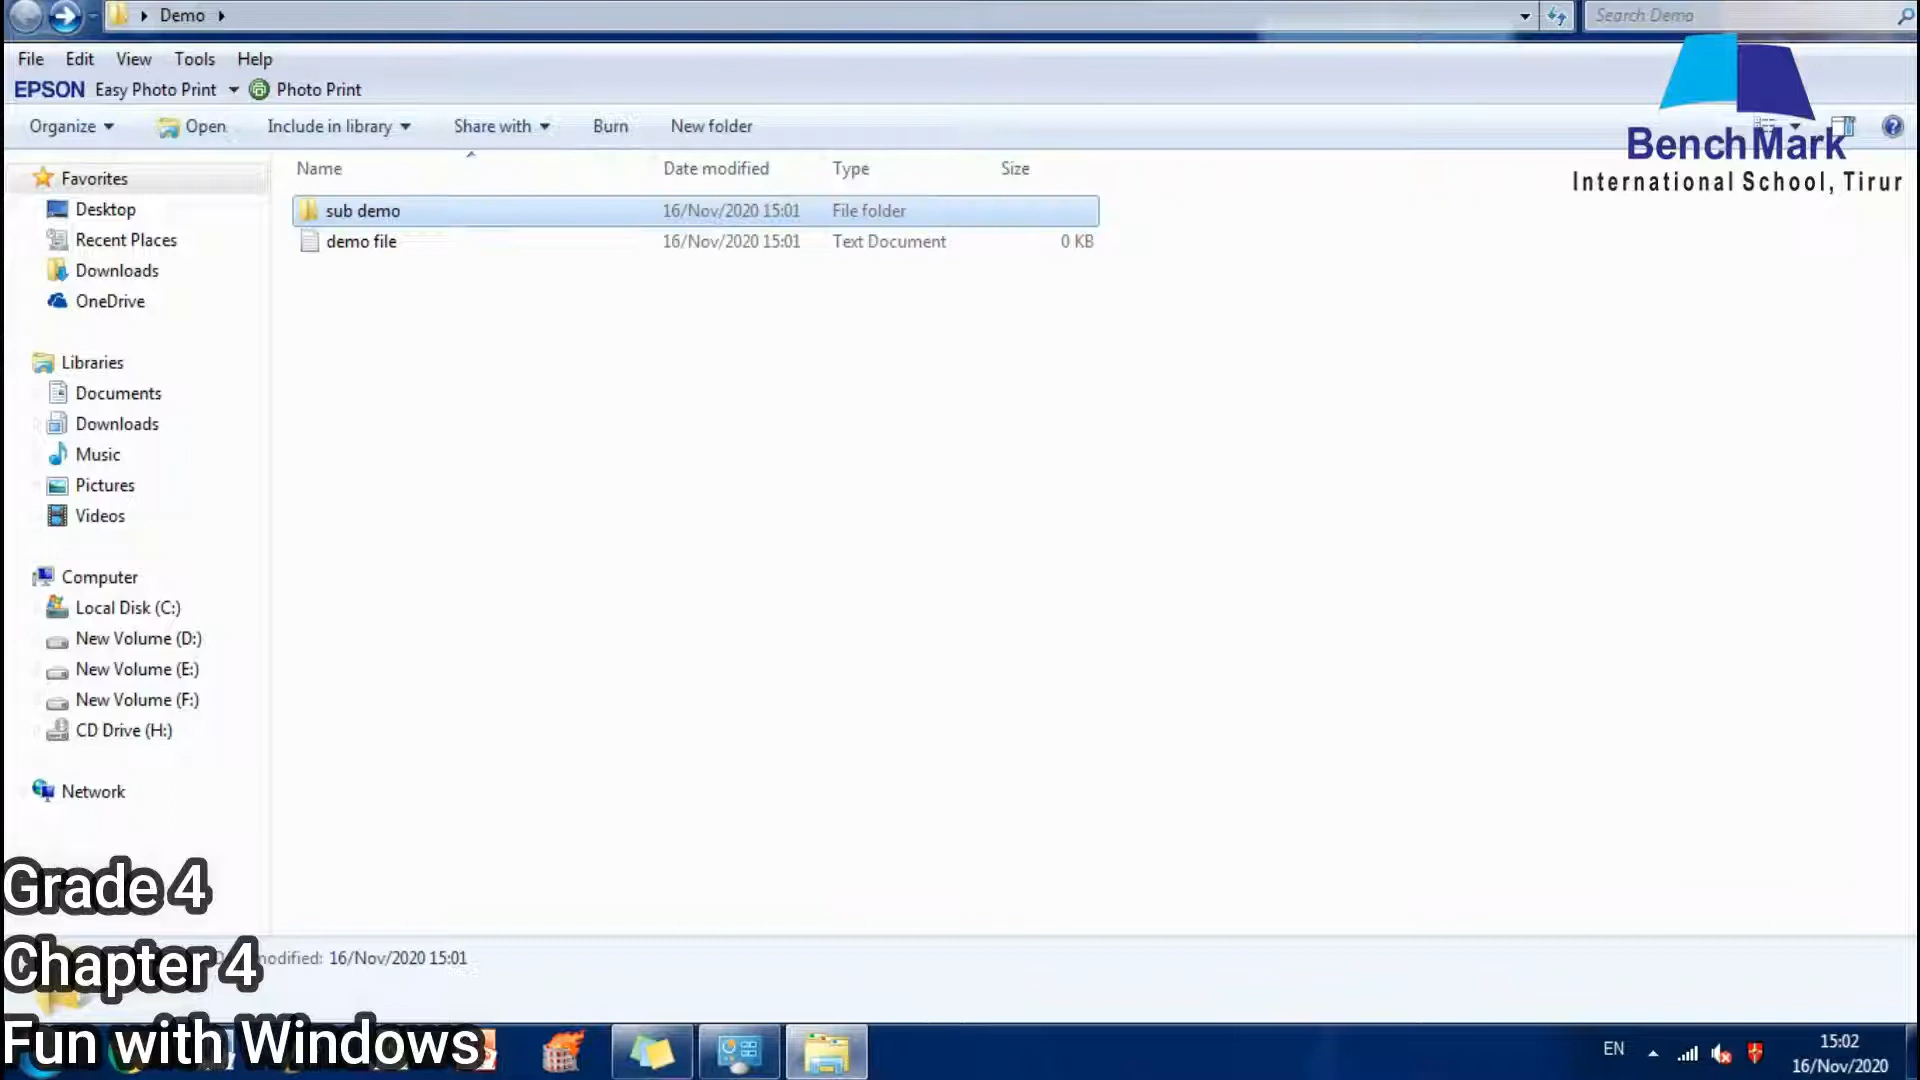 Demo
Search Demo
File Edit View Tools Help
EPSON Easy Photo Print Photo Print
Organize Open Include in library Share with Burn New folder
BenchMark
International School, Tirur
Name Date modified Type Size
Favorites
sub demo 16/Nov/2020 15:01 File folder
demo file 16/Nov/2020 15:01 Text Document 0 KB
Desktop
Recent Places
Downloads
OneDrive
Libraries
Documents
Downloads
Music
Pictures
Videos
Computer
Local Disk (C:)
New Volume (D:)
New Volume (E:)
New Volume (F:)
CD Drive (H:)
Network
Grade 4
Chapter 4
modified: 16/Nov/2020 15:01
Fun with Windows
EN
15:02
16/Nov/2020